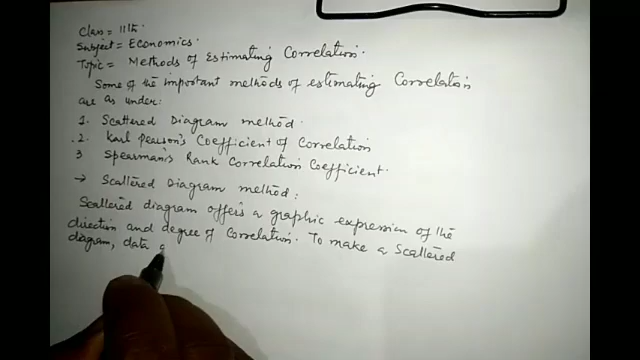 Class = 11th.
Subject = Economics.
Topic = Methods of Estimating Correlation.
Some of the important methods of estimating Correlation
are as under:
1. Scattered Diagram method.
2. Karl Pearson's Coefficient of Correlation
3 Spearman's Rank Correlation Coefficient.
→ Scattered Diagram method:
Scattered diagram offers a graphic expression of the
direction and degree of Correlation. To make a Scattered
diagram, data